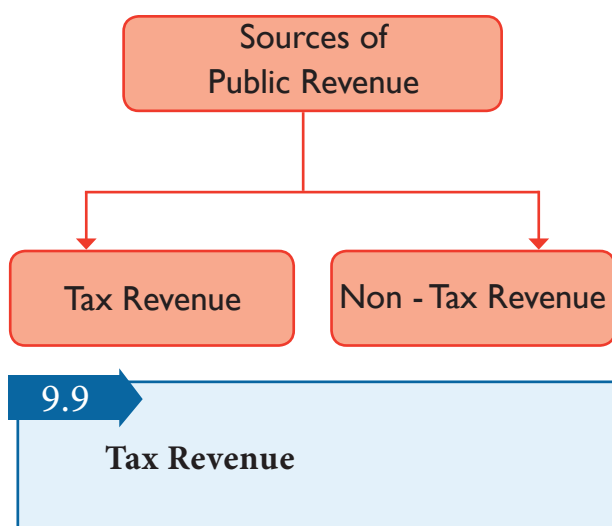 Sources of
Public Revenue
Tax Revenue
Non - Tax Revenue
9.9
Tax Revenue